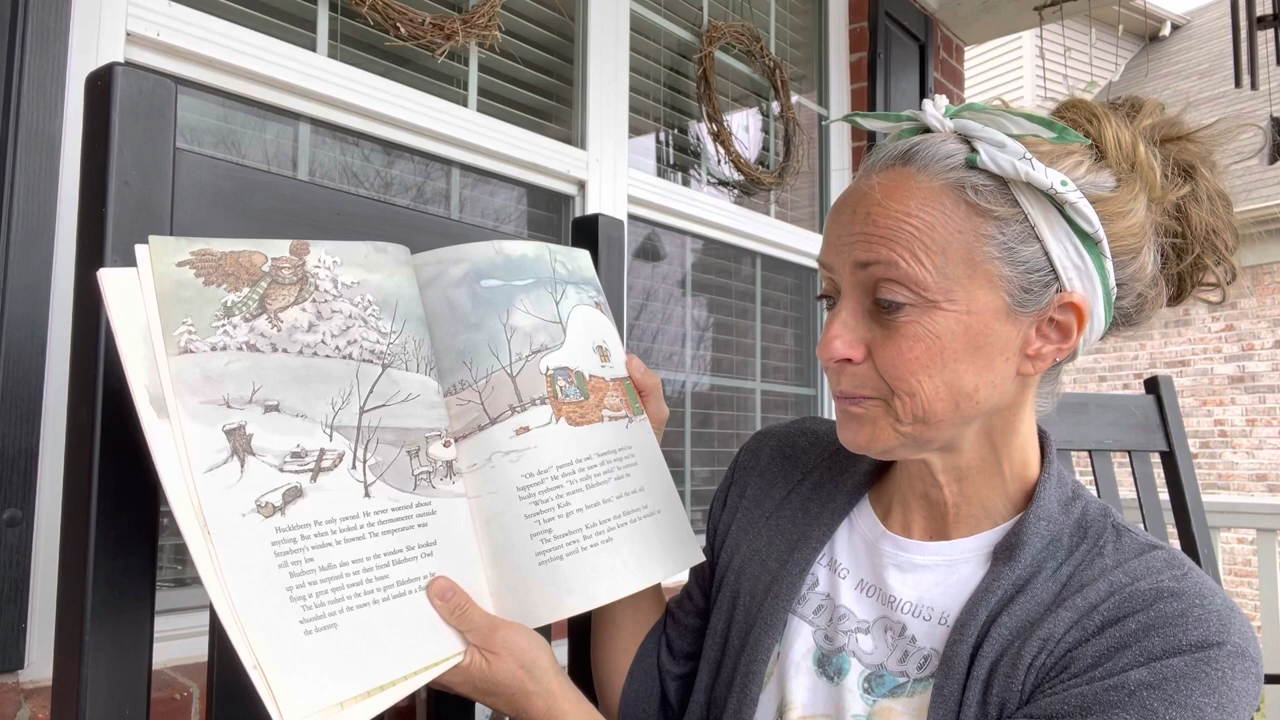 Huckleberry Pie only yawned. He never worried about
anything. But when he looked at the thermometer outside
Strawberry's window, he frowned. The temperature was
still very low.
Blueberry Muffin also went to the window. She looked
up and was surprised to see their friend Elderberry Owl
flying at great speed toward the house.
The kids rushed to the door to greet Elderberry as he
whooshed out of the snowy sky and landed in a
the doorstep.
"Oh dear!" panted the owl. "Something awful has
happened!" He shook the snow off his wings and his
bushy eyebrows. "It's really too awful," he continued.
"What's the matter, Elderberry?" asked the
Strawberry Kids.
"I have to get my breath first," said the owl, still
panting.
The Strawberry Kids knew that Elderberry had
important news. But they also knew that he wouldn't say
anything until he was ready.
NOTORIOUS B.